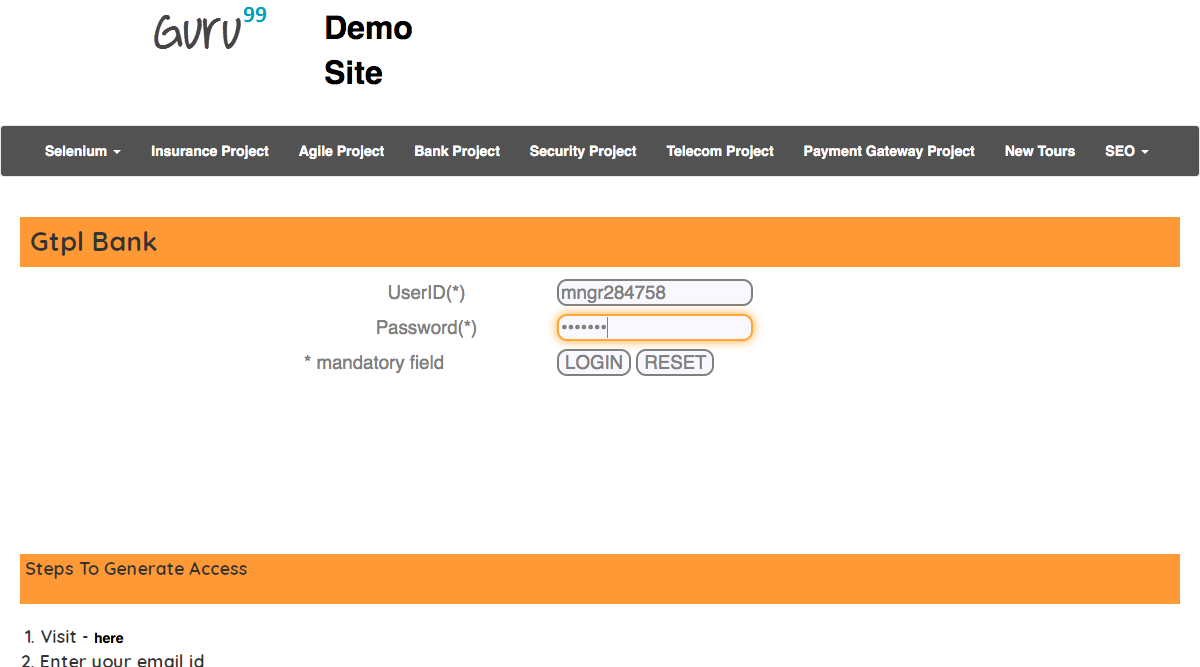 Guru99
Demo
Site
Selenium Insurance Project Agile Project Bank Project Security Project Telecom Project Payment Gateway Project New Tours SEO
Gtpl Bank
UserID(*) mngr284758
Password(*) •••••••
* mandatory field LOGIN RESET
Steps To Generate Access
1. Visit - here
2. Enter your email id